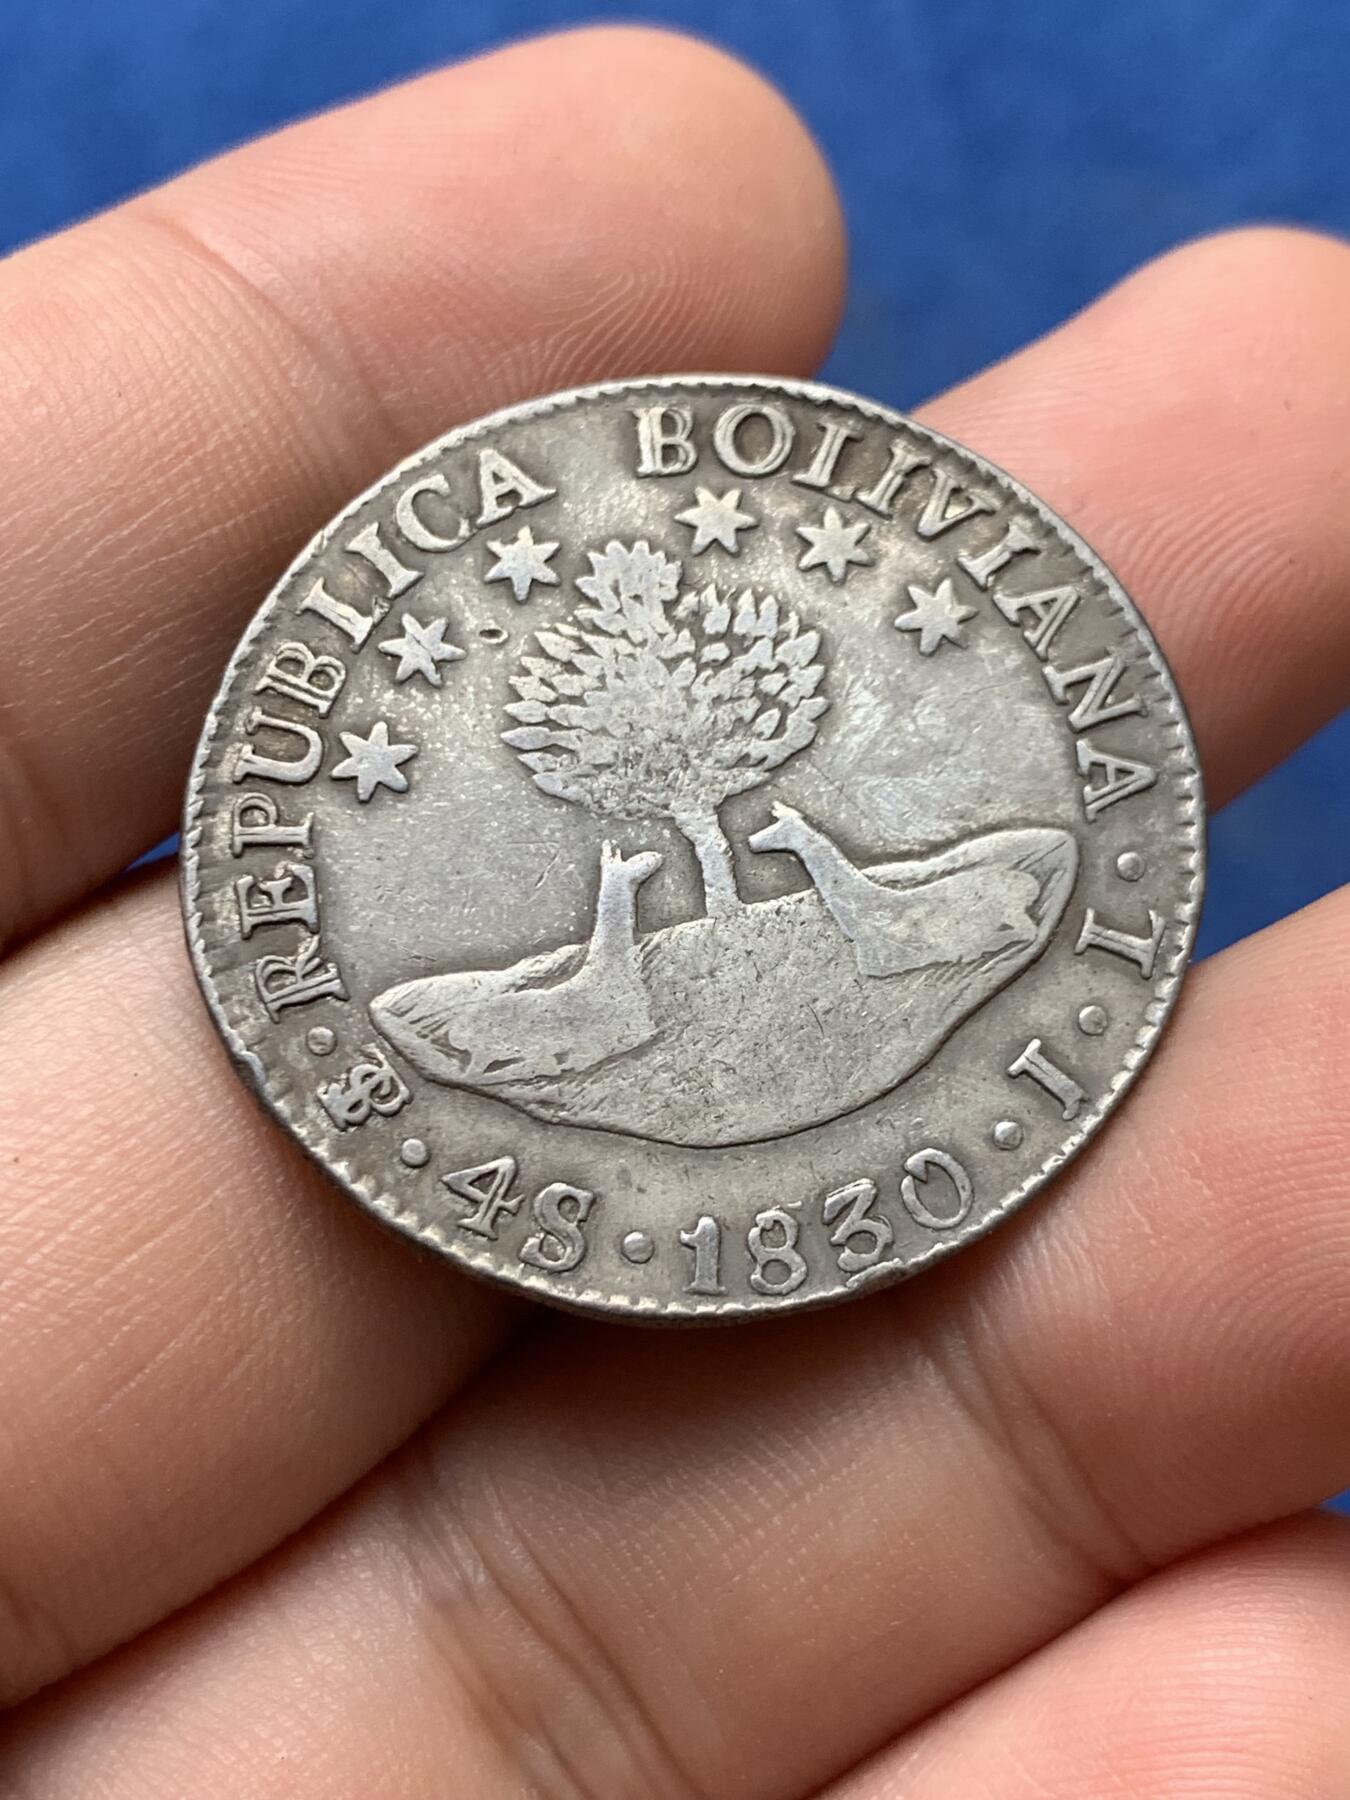 REPUBLICA BOLIVIANA · J · L ·
1830 · 4S · PTS ·